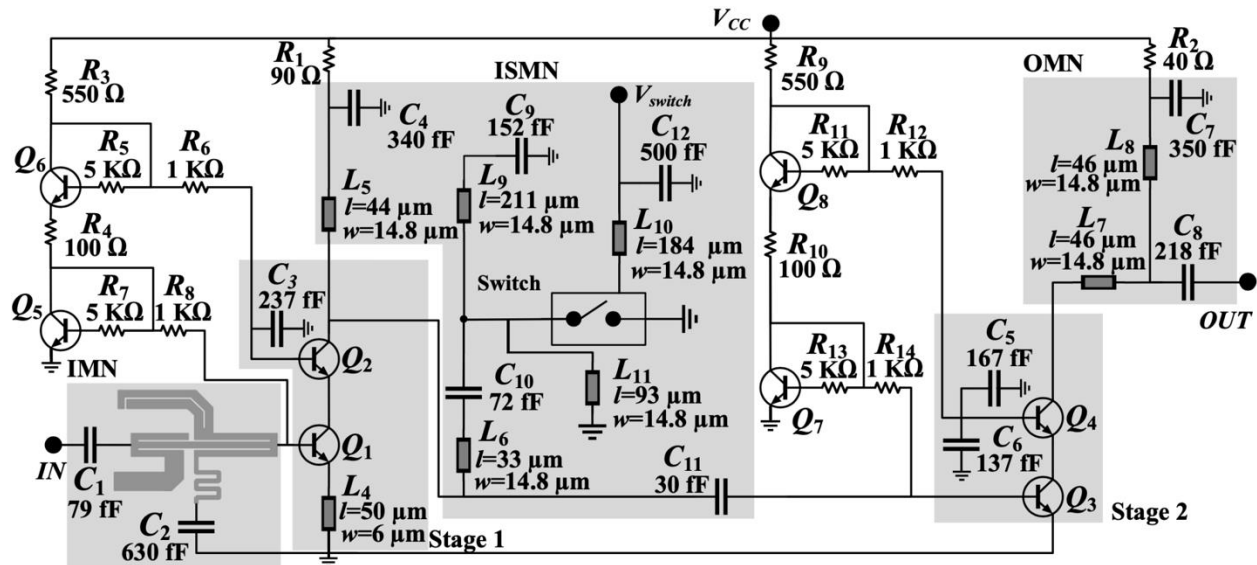 V_CC
R_3
550 Ω
R_1
90 Ω
ISMN
V_switch
R_9
550 Ω
OMN
R_2
40 Ω
C_4
340 fF
C_9
152 fF
C_12
500 fF
C_7
350 fF
Q_6
R_5
5 KΩ
R_6
1 KΩ
L_5
l=44 µm
w=14.8 µm
L_9
l=211 µm
w=14.8 µm
L_10
l=184 µm
w=14.8 µm
Q_8
R_11
5 KΩ
R_12
1 KΩ
L_8
l=46 µm
w=14.8 µm
R_4
100 Ω
R_10
100 Ω
L_7
l=46 µm
w=14.8 µm
C_8
218 fF
OUT
Q_5
R_7
5 KΩ
R_8
1 KΩ
C_3
237 fF
Q_2
Switch
C_10
72 fF
L_11
l=93 µm
w=14.8 µm
Q_7
R_13
5 KΩ
R_14
1 KΩ
C_5
167 fF
C_6
137 fF
Q_4
IMN
IN
C_1
79 fF
C_2
630 fF
Q_1
L_4
l=50 µm
w=6 µm
Stage 1
L_6
l=33 µm
w=14.8 µm
C_11
30 fF
Q_3
Stage 2